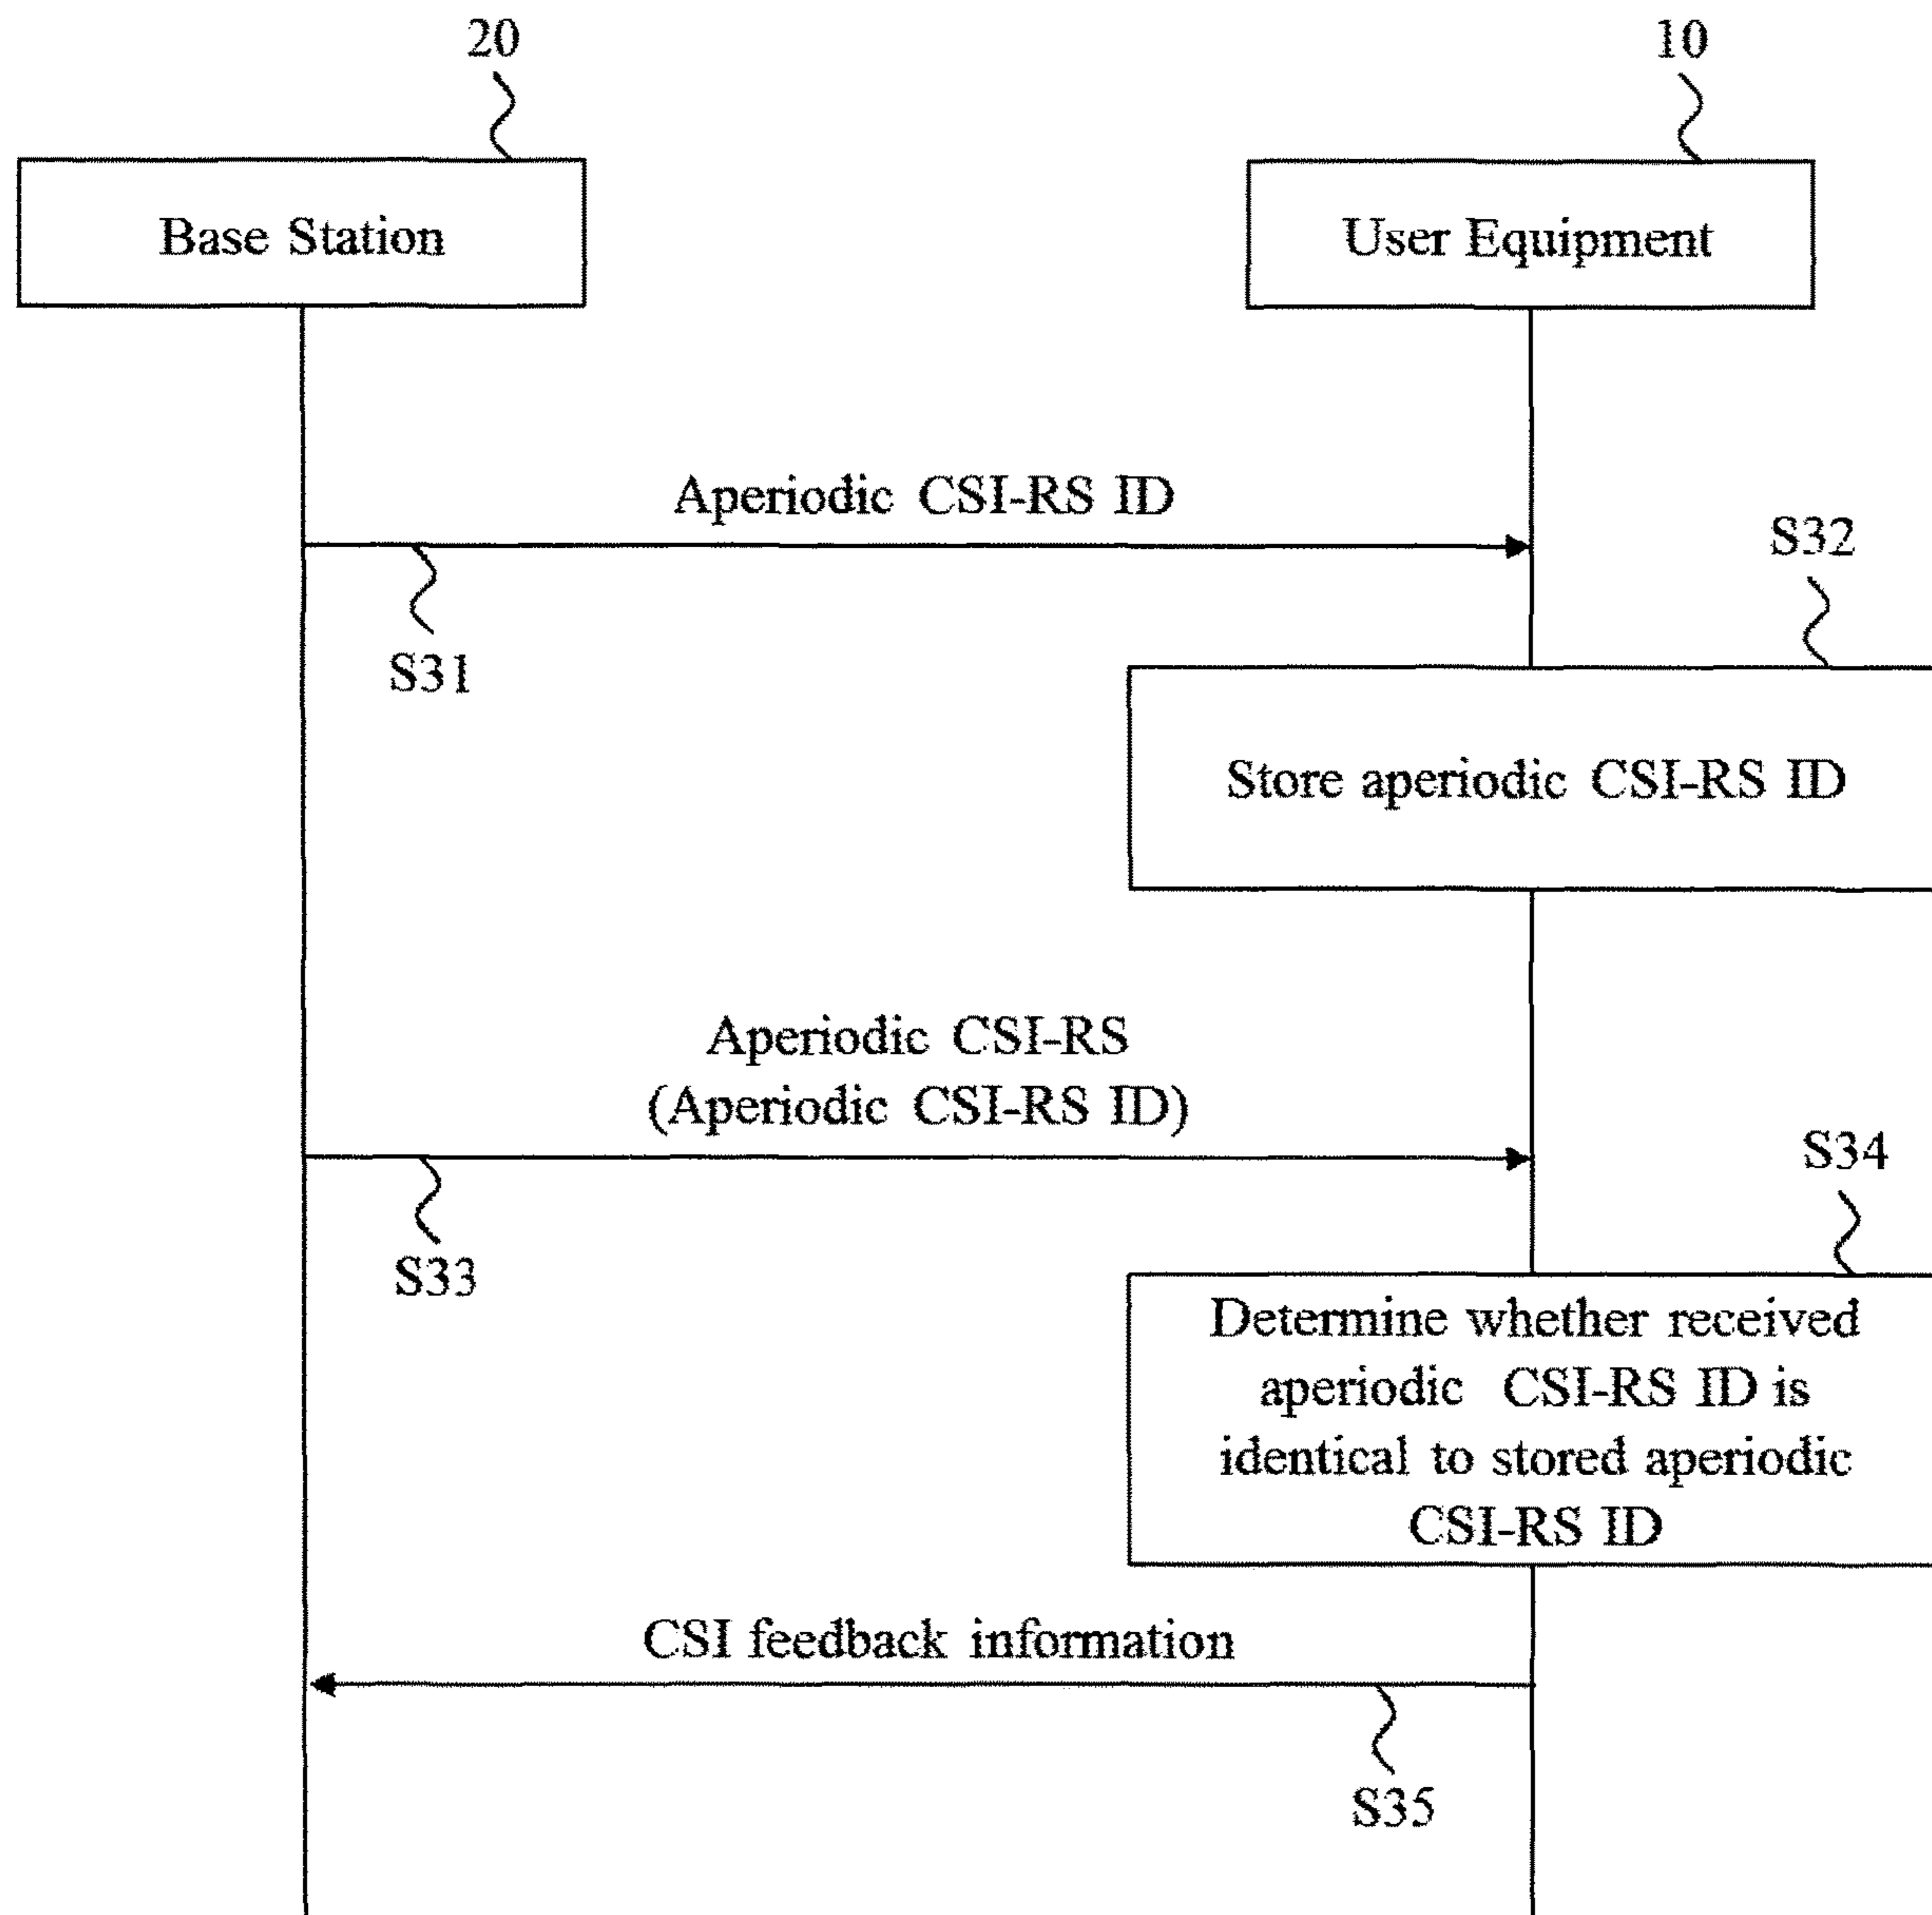 20
10
Base Station
User Equipment
Aperiodic CSI-RS ID
S32
S31
Store aperiodic CSI-RS ID
Aperiodic CSI-RS
(Aperiodic CSI-RS ID)
S34
S33
Determine whether received
aperiodic CSI-RS ID is
identical to stored aperiodic
CSI-RS ID
CSI feedback information
S35